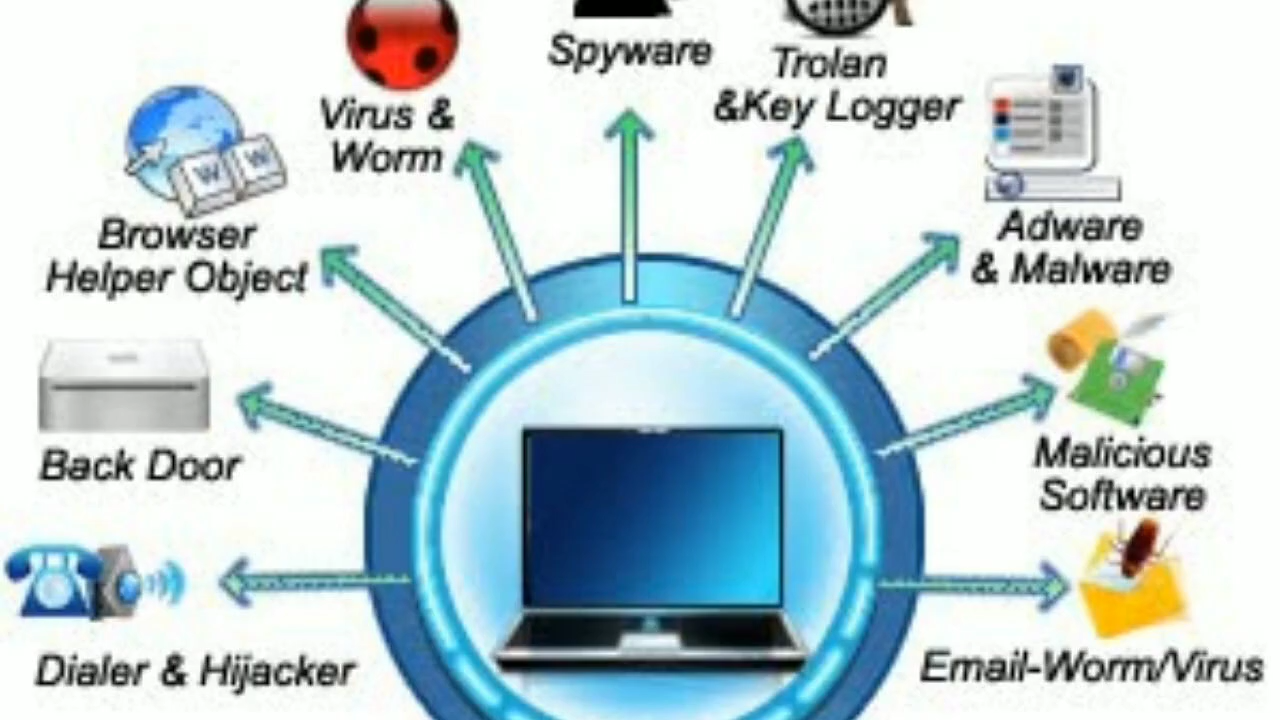 Spyware
Trolan
&Key Logger
Virus &
Worm
W W
Browser
Helper Object
Adware
& Malware
Back Door
Malicious
Software
Dialer & Hijacker
Email-Worm/Virus